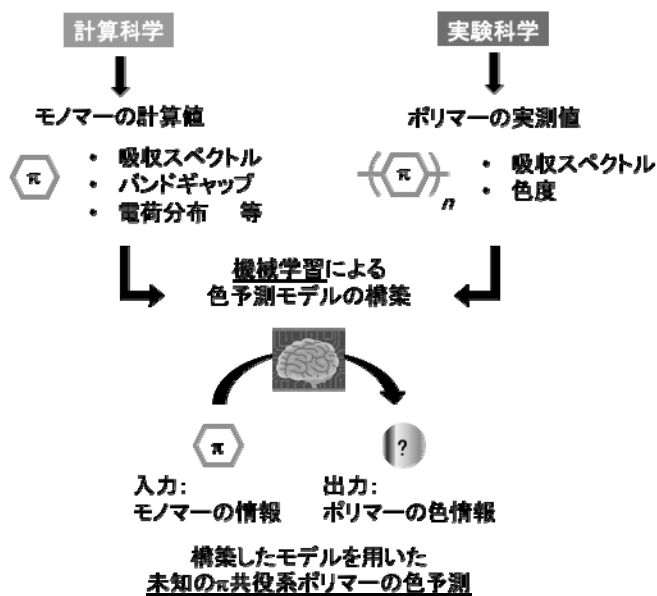 計算科学
実験科学
モノマーの計算値
ポリマーの実測値
π
・ 吸収スペクトル
・ バンドギャップ
・ 電荷分布 等
π
n
・ 吸収スペクトル
・ 色度
機械学習による
色予測モデルの構築
π
?
入力:
モノマーの情報
出力:
ポリマーの色情報
構築したモデルを用いた
未知のπ共役系ポリマーの色予測